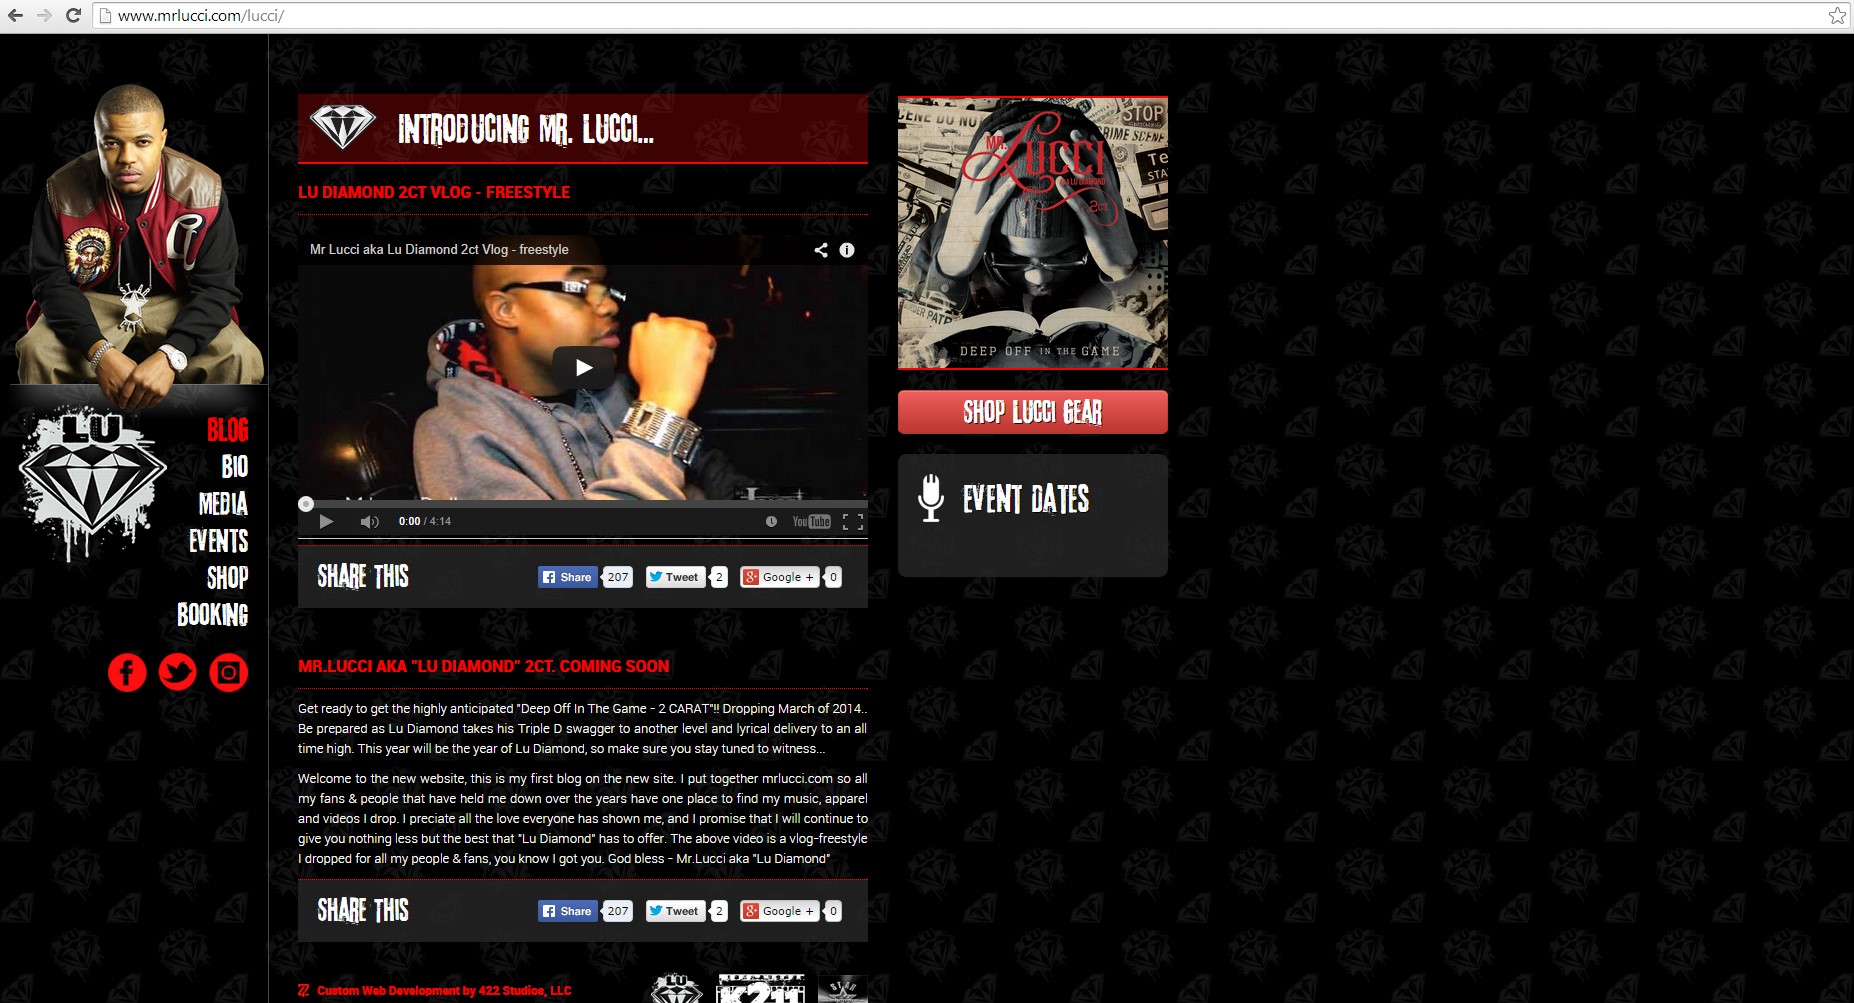 www.mrlucci.com/lucci/
INTRODUCING MR. LUCCI...
LU DIAMOND 2CT VLOG - FREESTYLE
Mr Lucci aka Lu Diamond 2ct Vlog - freestyle
0:00 / 4:14
YouTube
SHARE THIS
Share 207 Tweet 2 Google + 0
MR.LUCCI AKA "LU DIAMOND" 2CT. COMING SOON
Get ready to get the highly anticipated "Deep Off In The Game - 2 CARAT"!! Dropping March of 2014..
Be prepared as Lu Diamond takes his Triple D swagger to another level and lyrical delivery to an all
time high. This year will be the year of Lu Diamond, so make sure you stay tuned to witness...
Welcome to the new website, this is my first blog on the new site. I put together mrlucci.com so all
my fans & people that have held me down over the years have one place to find my music, apparel
and videos I drop. I preciate all the love everyone has shown me, and I promise that I will continue to
give you nothing less but the best that "Lu Diamond" has to offer. The above video is a vlog-freestyle
I dropped for all my people & fans, you know I got you. God bless - Mr.Lucci aka "Lu Diamond"
SHARE THIS
Share 207 Tweet 2 Google + 0
Custom Web Development by 422 Studios, LLC
LU
K211
STAR
LU
BLOG
BIO
MEDIA
EVENTS
SHOP
BOOKING
STOP
CRIME SCENE
MR.
LUCCI
AKA LU DIAMOND
2CT.
DEEP OFF IN THE GAME
SHOP LUCCI GEAR
EVENT DATES